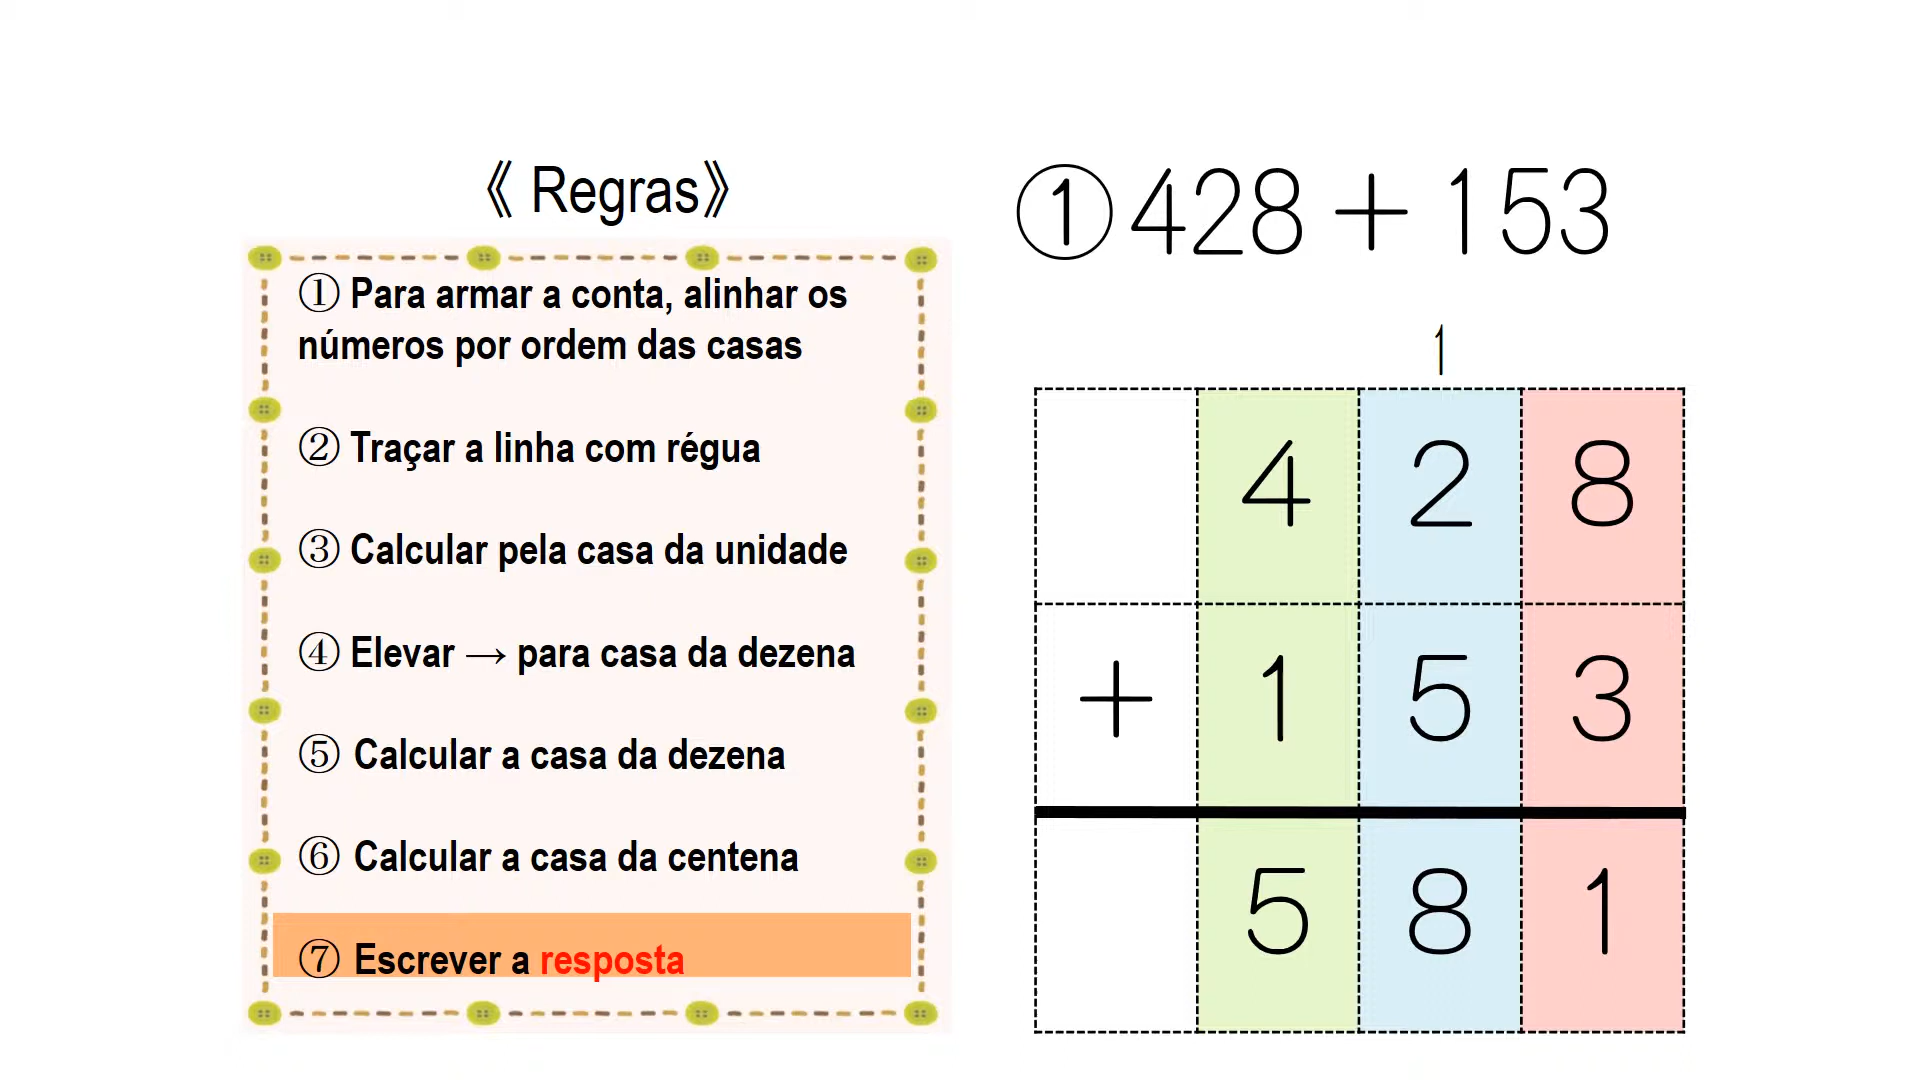 《 Regras》
① Para armar a conta, alinhar os
números por ordem das casas
② Traçar a linha com régua
③ Calcular pela casa da unidade
④ Elevar → para casa da dezena
⑤ Calcular a casa da dezena
⑥ Calcular a casa da centena
⑦ Escrever a resposta
①428+153
1
4 2 8
+ 1 5 3
5 8 1